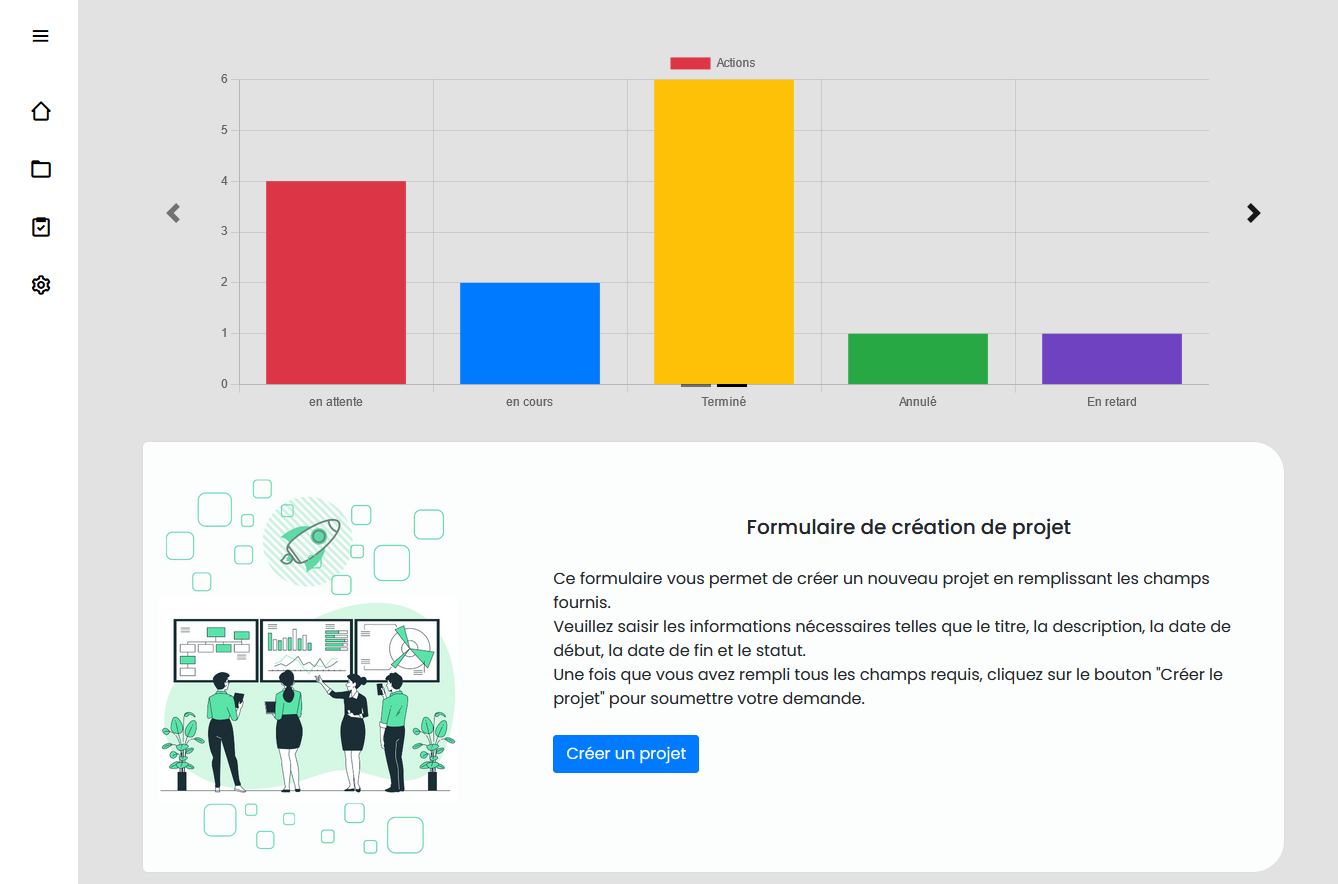 Actions
6
5
4
3
2
1
0
en attente
en cours
Terminé
Annulé
En retard
Formulaire de création de projet
Ce formulaire vous permet de créer un nouveau projet en remplissant les champs
fournis.
Veuillez saisir les informations nécessaires telles que le titre, la description, la date de
début, la date de fin et le statut.
Une fois que vous avez rempli tous les champs requis, cliquez sur le bouton "Créer le
projet" pour soumettre votre demande.
Créer un projet